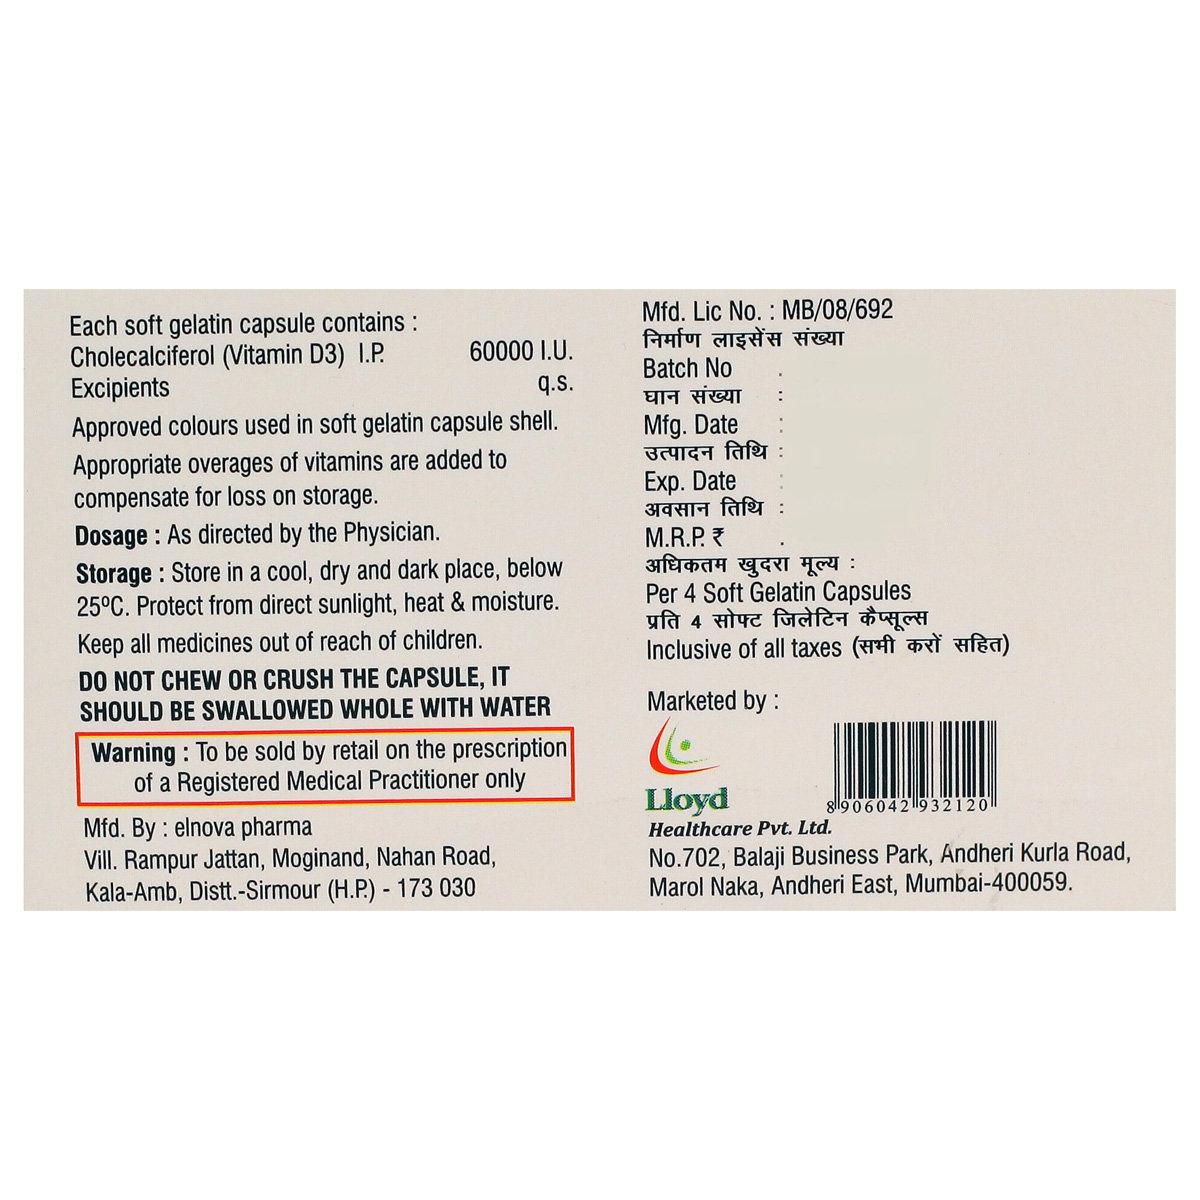 Each soft gelatin capsule contains :
Cholecalciferol (Vitamin D3) I.P. 60000 I.U.
Excipients q.s.
Approved colours used in soft gelatin capsule shell.
Appropriate overages of vitamins are added to
compensate for loss on storage.
Dosage : As directed by the Physician.
Storage : Store in a cool, dry and dark place, below
25ºC. Protect from direct sunlight, heat & moisture.
Keep all medicines out of reach of children.
DO NOT CHEW OR CRUSH THE CAPSULE, IT
SHOULD BE SWALLOWED WHOLE WITH WATER
Warning : To be sold by retail on the prescription
of a Registered Medical Practitioner only
Mfd. By : elnova pharma
Vill. Rampur Jattan, Moginand, Nahan Road,
Kala-Amb, Distt.-Sirmour (H.P.) - 173 030
Mfd. Lic No. : MB/08/692
निर्माण लाइसेंस संख्या
Batch No :
घान संख्या :
Mfg. Date :
उत्पादन तिथि :
Exp. Date :
अवसान तिथि :
M.R.P. ₹ :
अधिकतम खुदरा मूल्य :
Per 4 Soft Gelatin Capsules
प्रति 4 सोफ्ट जिलेटिन कैप्सूल्स
Inclusive of all taxes (सभी करों सहित)
Marketed by :
Lloyd
Healthcare Pvt. Ltd.
8 906042 932120
No.702, Balaji Business Park, Andheri Kurla Road,
Marol Naka, Andheri East, Mumbai-400059.